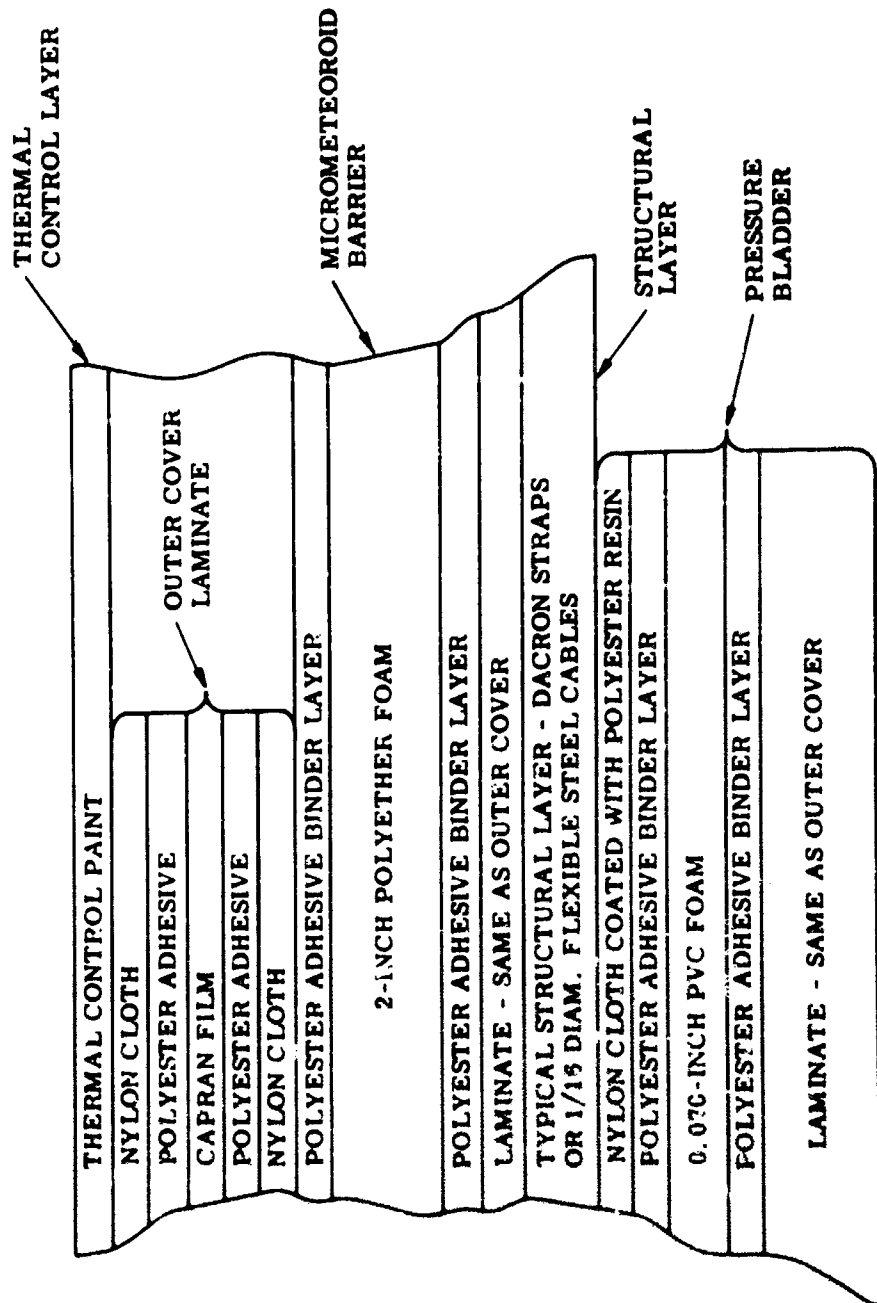 THERMAL
CONTROL LAYER
MICROMETEOROID
BARRIER
STRUCTURAL
LAYER
PRESSURE
BLADDER
OUTER COVER
LAMINATE
THERMAL CONTROL PAINT
NYLON CLOTH
POLYESTER ADHESIVE
CAPRAN FILM
POLYESTER ADHESIVE
NYLON CLOTH
POLYESTER ADHESIVE BINDER LAYER
2-INCH POLYETHER FOAM
POLYESTER ADHESIVE BINDER LAYER
LAMINATE - SAME AS OUTER COVER
TYPICAL STRUCTURAL LAYER - DACRON STRAPS
OR 1/16 DIAM. FLEXIBLE STEEL CABLES
NYLON CLOTH COATED WITH POLYESTER RESIN
POLYESTER ADHESIVE BINDER LAYER
PVC FOAM
POLYESTER ADHESIVE BINDER LAYER
LAMINATE - SAME AS OUTER COVER